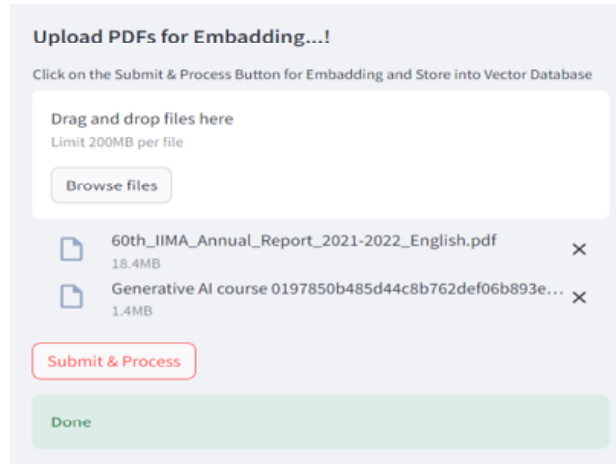 Upload PDFs for Embadding...!
Click on the Submit & Process Button for Embedding and Store into Vector Database
Drag and drop files here
Limit 200MB per file
Browse files
60th_IIMA_Annual_Report_2021-2022_English.pdf
18.4MB
Generative AI course 0197850b485d44c8b762def06b893e...
1.4MB
Submit & Process
Done